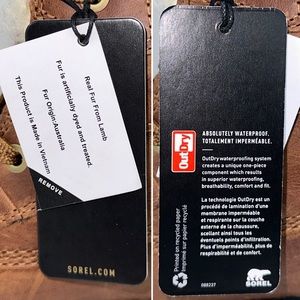 Real Fur From Lamb
Fur is artificially dyed and treated.
Fur Origin:Australia
This Product is Made in Vietnam
REMOVE
SOREL.COM
OutDry
ABSOLUTELY WATERPROOF.
TOTALEMENT IMPERMÉABLE.
OutDry waterproofing system
creates a unique one-piece
component which results
in superior waterproofing,
breathability, comfort and fit.
La technologie OutDry est un
procédé de lamination d'une
membrane imperméable
et respirante sur la couche
externe de la chaussure,
scellant ainsi tous les
éventuels points d'infiltration.
Plus d'imperméabilité, plus de
respirabilité et de confort.
Printed on recycled paper
Imprimé sur papier recyclé
088237
SOREL